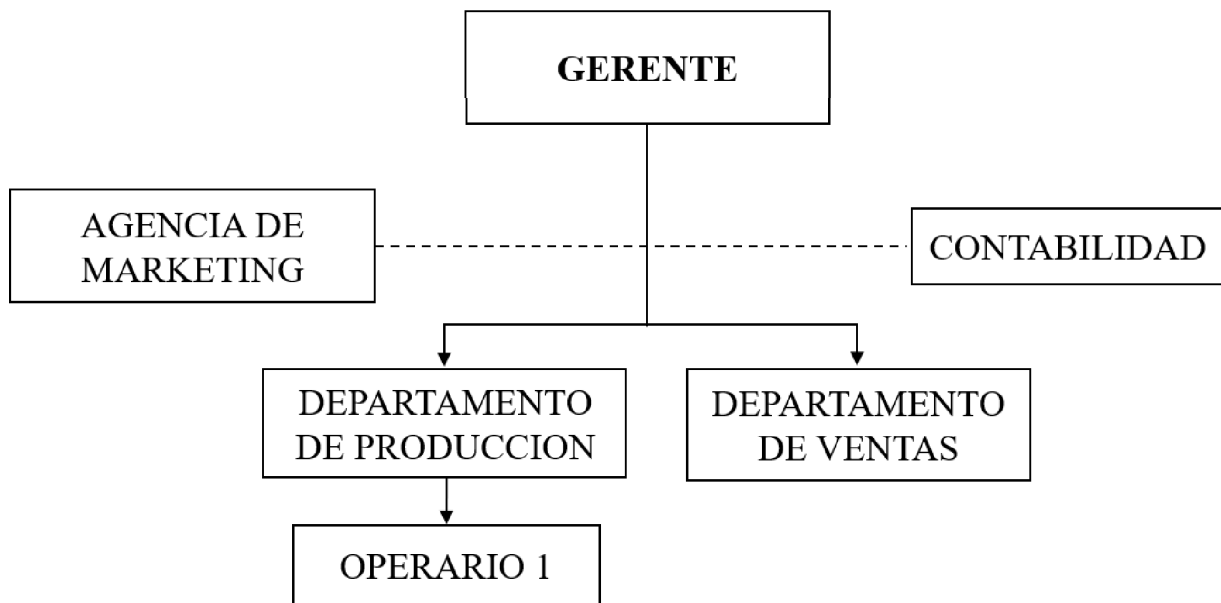 GERENTE
AGENCIA DE
MARKETING
CONTABILIDAD
DEPARTAMENTO
DE PRODUCCION
DEPARTAMENTO
DE VENTAS
OPERARIO 1